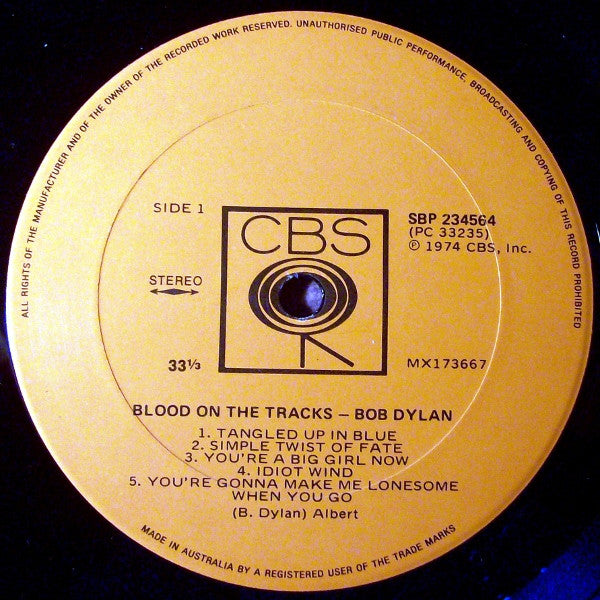 ALL RIGHTS OF THE MANUFACTURER AND OF THE OWNER OF THE RECORDED WORK RESERVED. UNAUTHORISED PUBLIC PERFORMANCE, BROADCASTING AND COPYING OF THIS RECORD PROHIBITED
SIDE 1
CBS
SBP 234564
(PC 33235)
℗ 1974 CBS, Inc.
STEREO
33⅓
MX173667
BLOOD ON THE TRACKS – BOB DYLAN
1. TANGLED UP IN BLUE
2. SIMPLE TWIST OF FATE
3. YOU'RE A BIG GIRL NOW
4. IDIOT WIND
5. YOU'RE GONNA MAKE ME LONESOME
WHEN YOU GO
(B. Dylan) Albert
MADE IN AUSTRALIA BY A REGISTERED USER OF THE TRADE MARKS